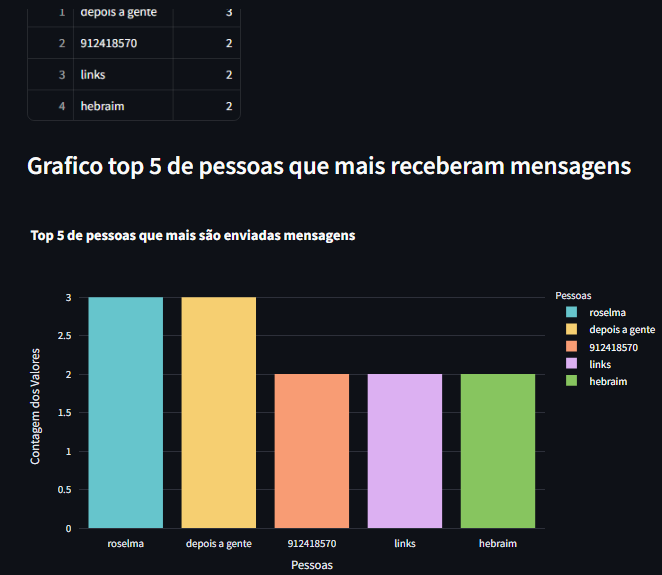 1 depois a gente 3
2 912418570 2
3 links 2
4 hebraim 2
Grafico top 5 de pessoas que mais receberam mensagens
Top 5 de pessoas que mais são enviadas mensagens
Pessoas
roselma
depois a gente
912418570
links
hebraim
3
2.5
2
1.5
1
0.5
0
Contagem dos Valores
roselma depois a gente 912418570 links hebraim
Pessoas